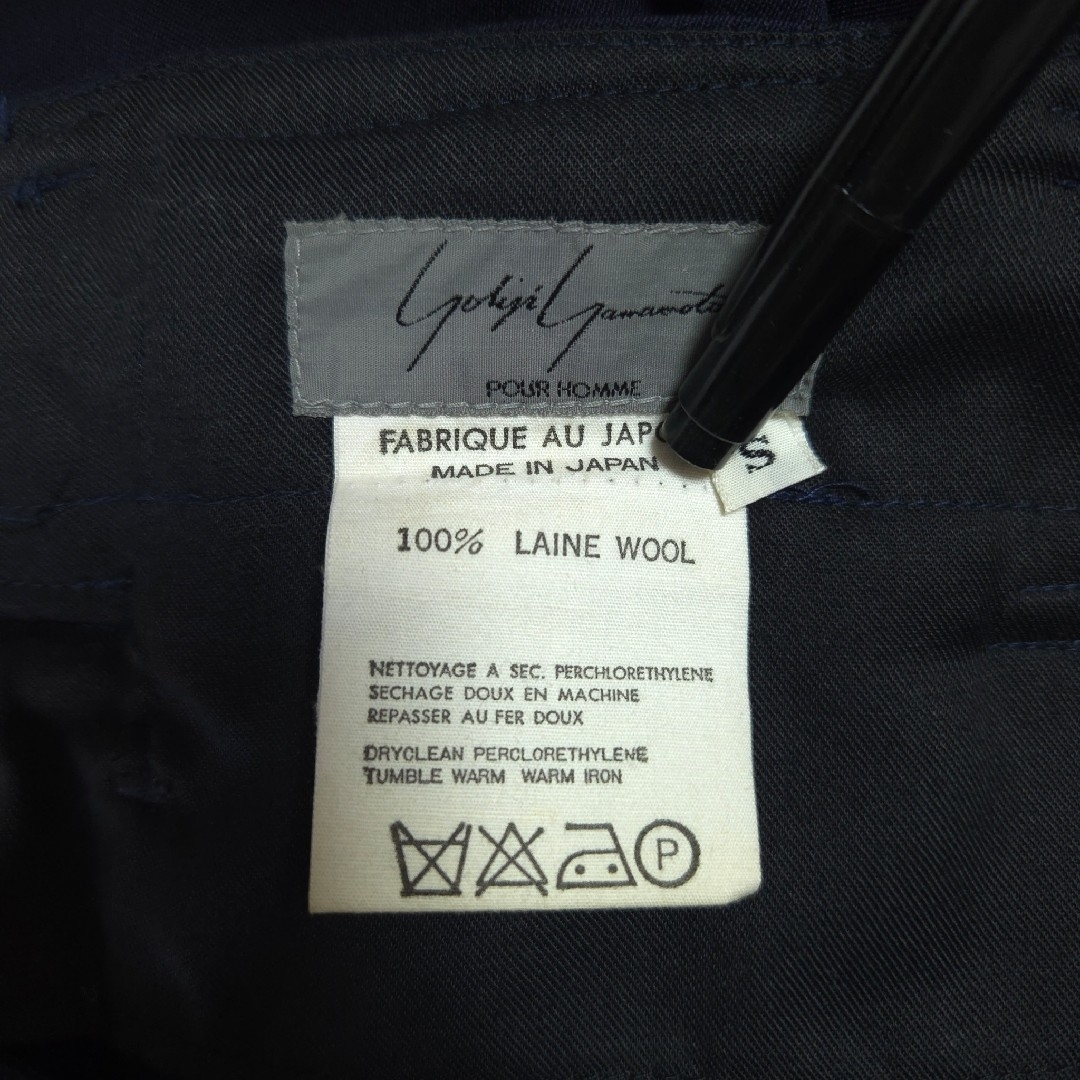 Yohji Yamamoto
POUR HOMME
FABRIQUE AU
MADE IN JAPAN
S
100% LAINE WOOL
NETTOYAGE A SEC. PERCHLORETHYLENE
SECHAGE DOUX EN MACHINE
REPASSER AU FER DOUX
DRYCLEAN PERCLORETHYLENE
TUMBLE WARM WARM IRON
P